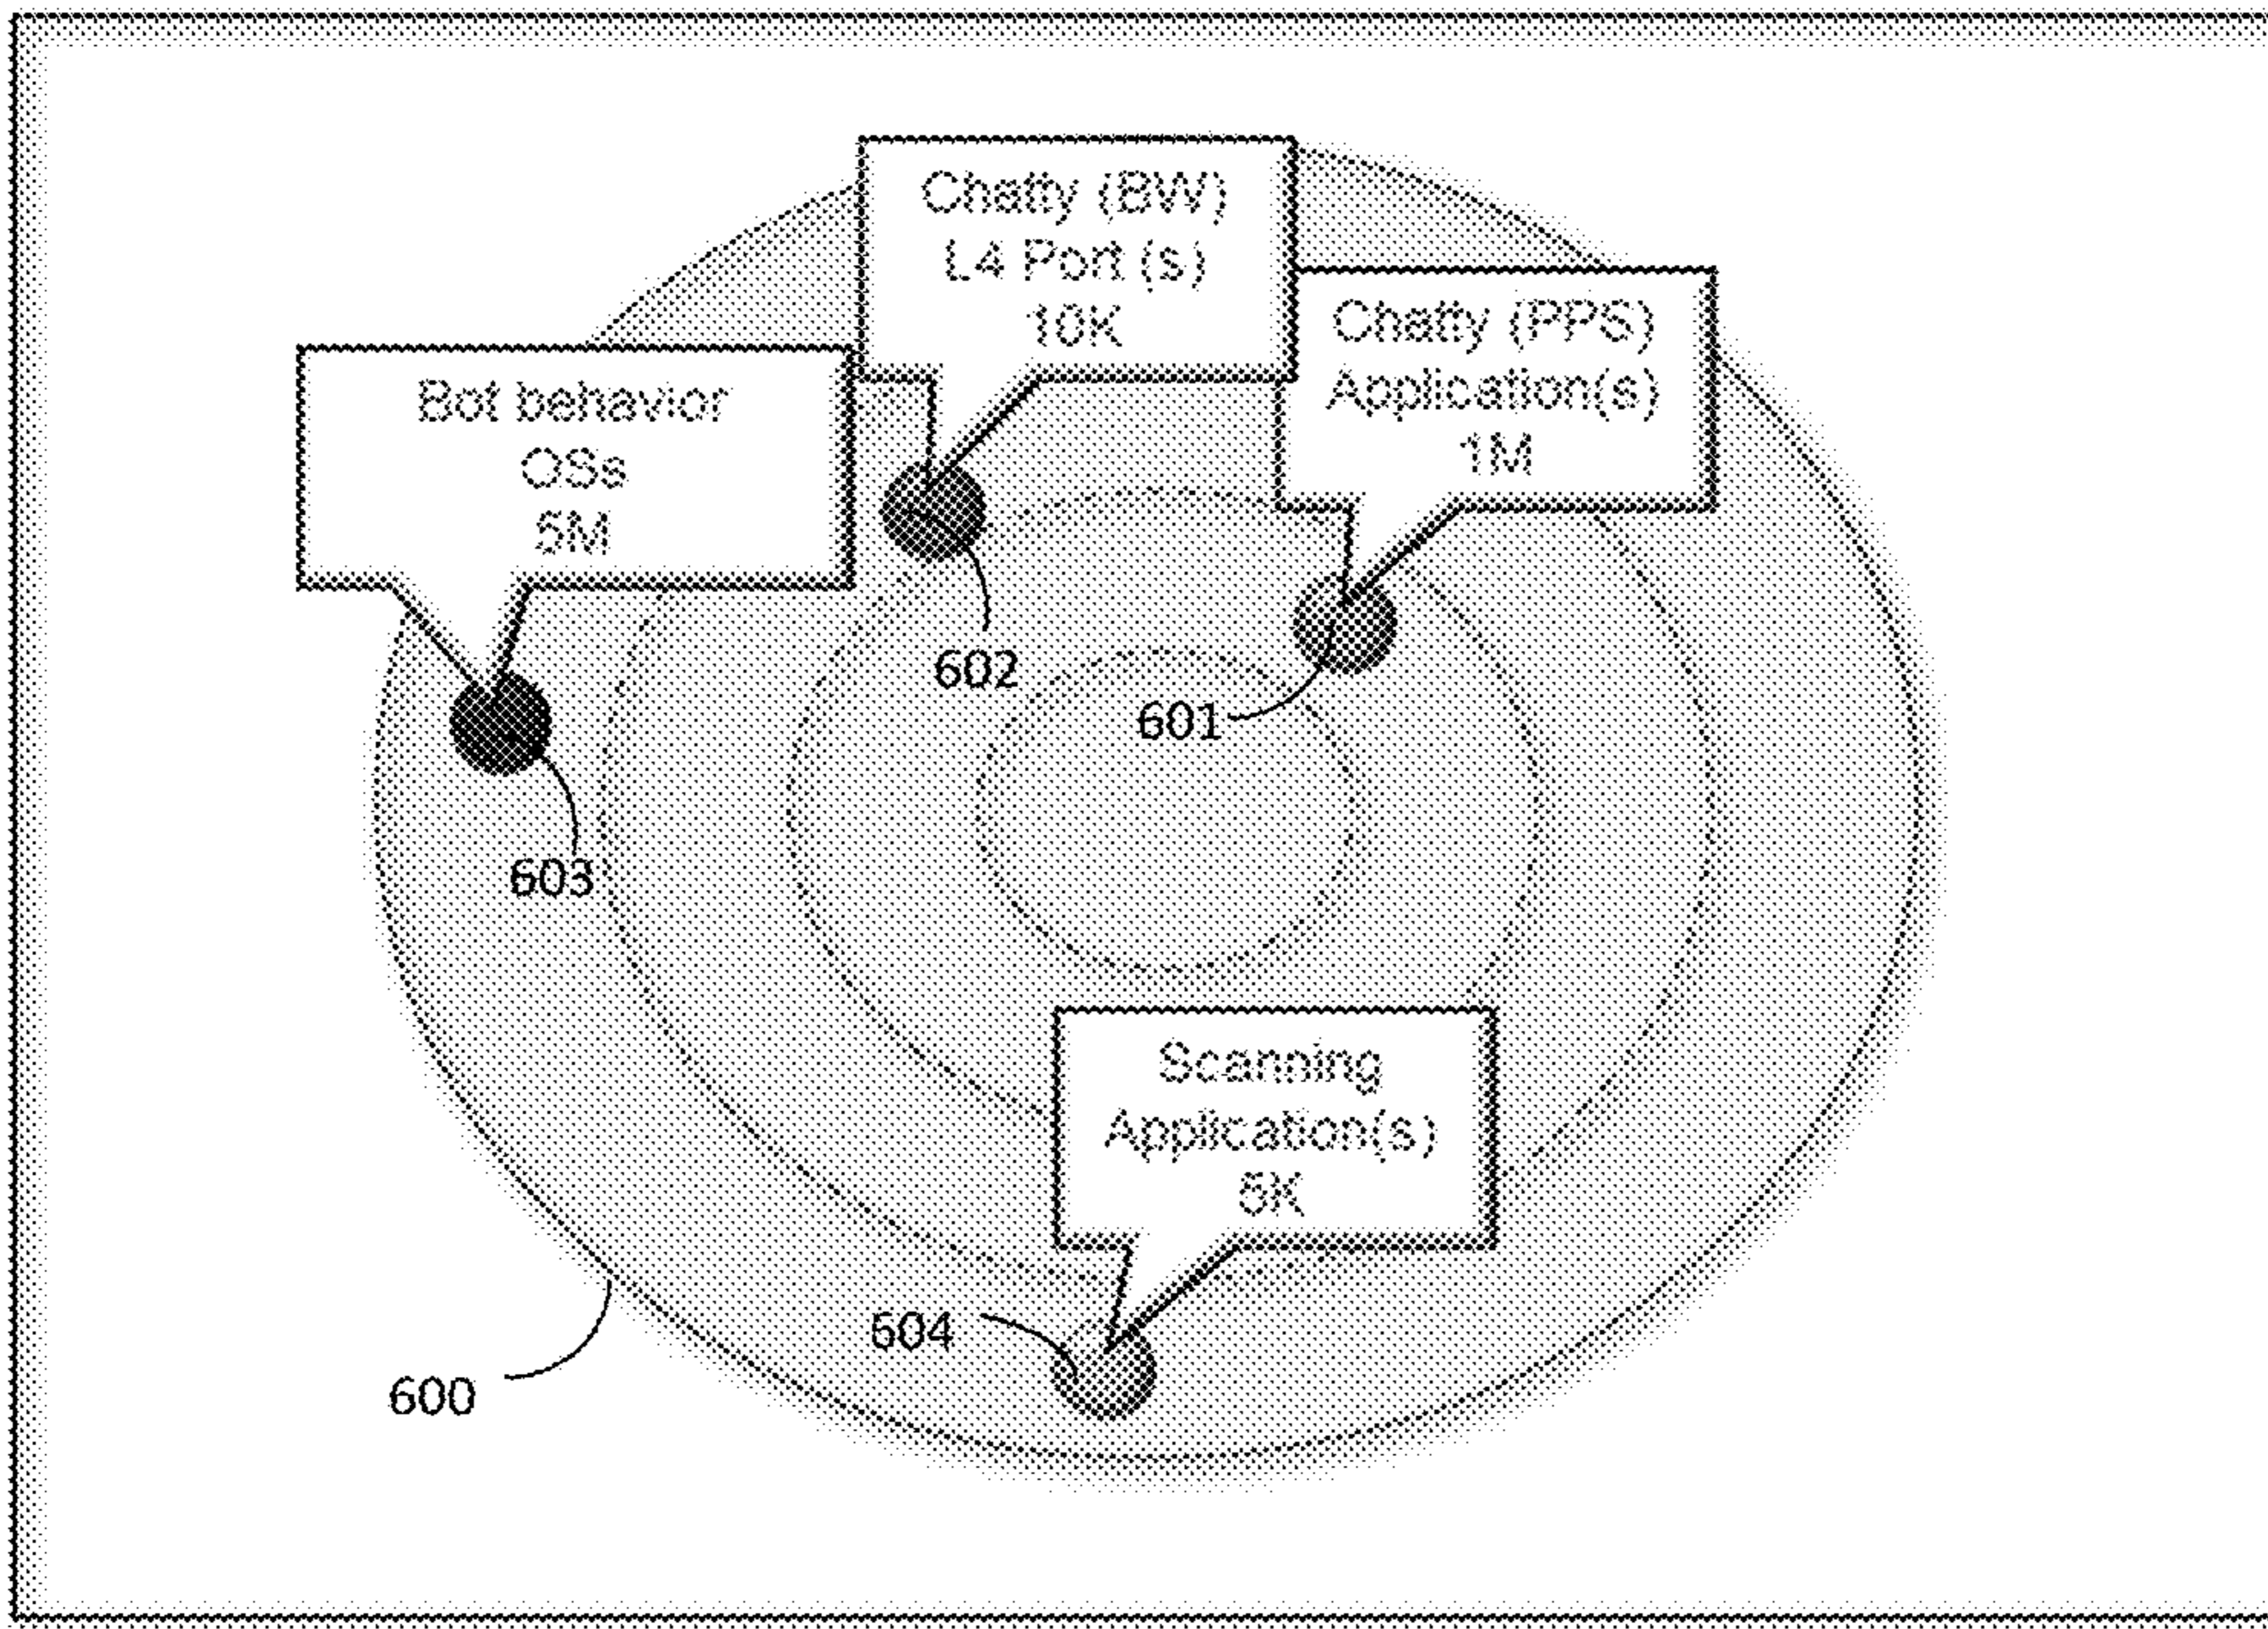 Chatty (BW)
L4 Port (s)
10K
Chatty (PPS)
Application(s)
1M
Bot behavior
OSs
5M
602
601
603
Scanning
Application(s)
5K
604
600